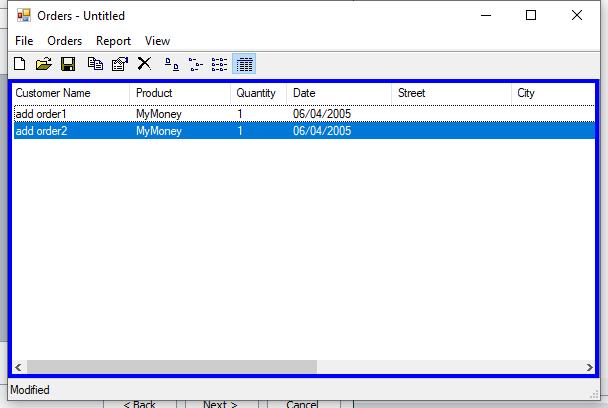 Orders - Untitled
File Orders Report View
Customer Name Product Quantity Date Street City
add order1 MyMoney 1 06/04/2005
add order2 MyMoney 1 06/04/2005
Modified
< Back Next > Cancel